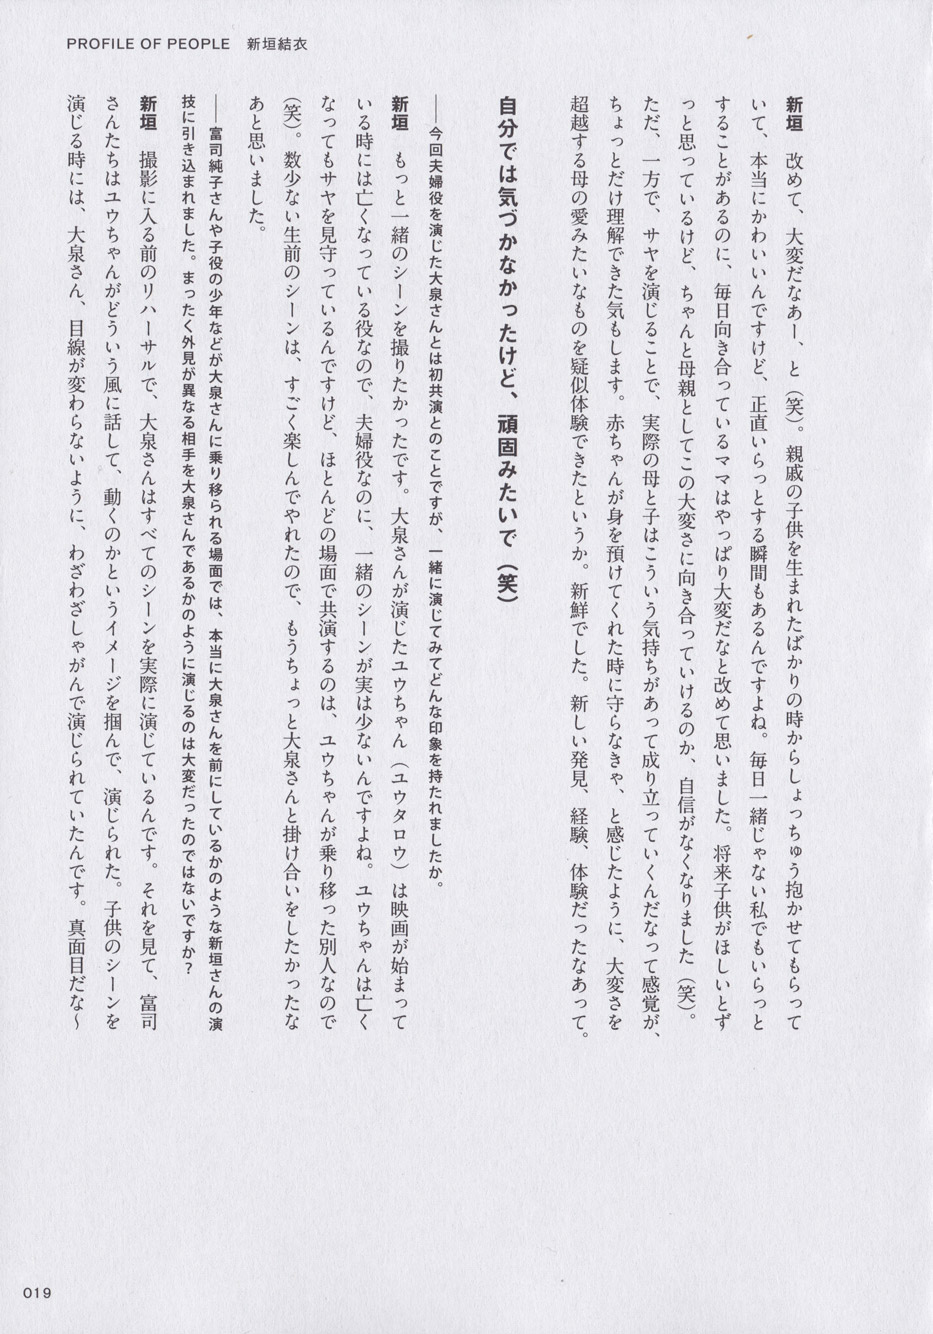 PROFILE OF PEOPLE　新垣結衣
新垣　改めて、大変だなあー、と（笑）。親戚の子供を生まれたばかりの時からしょっちゅう抱かせてもらって
いて、本当にかわいいんですけど、正直いらっとする瞬間もあるんですよね。毎日一緒じゃない私でもいらっと
することがあるのに、毎日向き合っているママはやっぱり大変だなと改めて思いました。将来子供がほしいとず
っと思っているけど、ちゃんと母親としてこの大変さに向き合っていけるのか、自信がなくなりました（笑）。
ただ、一方で、サヤを演じることで、実際の母と子はこういう気持ちがあって成り立っていくんだなって感覚が、
ちょっとだけ理解できた気もします。赤ちゃんが身を預けてくれた時に守らなきゃ、と感じたように、大変さを
超越する母の愛みたいなものを疑似体験できたというか。新鮮でした。新しい発見、経験、体験だったなあって。
自分では気づかなかったけど、頑固みたいで（笑）
――今回夫婦役を演じた大泉さんとは初共演とのことですが、一緒に演じてみてどんな印象を持たれましたか。
新垣　もっと一緒のシーンを撮りたかったです。大泉さんが演じたユウちゃん（ユウタロウ）は映画が始まって
いる時には亡くなっている役なので、夫婦役なのに、一緒のシーンが実は少ないんですよね。ユウちゃんは亡く
なってもサヤを見守っているんですけど、ほとんどの場面で共演するのは、ユウちゃんが乗り移った別人なので
（笑）。数少ない生前のシーンは、すごく楽しんでやれたので、もうちょっと大泉さんと掛け合いをしたかったな
あと思いました。
――富司純子さんや子役の少年などが大泉さんに乗り移られる場面では、本当に大泉さんを前にしているかのような新垣さんの演
技に引き込まれました。まったく外見が異なる相手を大泉さんであるかのように演じるのは大変だったのではないですか？
新垣　撮影に入る前のリハーサルで、大泉さんはすべてのシーンを実際に演じているんです。それを見て、富司
さんたちはユウちゃんがどういう風に話して、動くのかというイメージを掴んで、演じられた。子供のシーンを
演じる時には、大泉さん、目線が変わらないように、わざわざしゃがんで演じられていたんです。真面目だな～
019